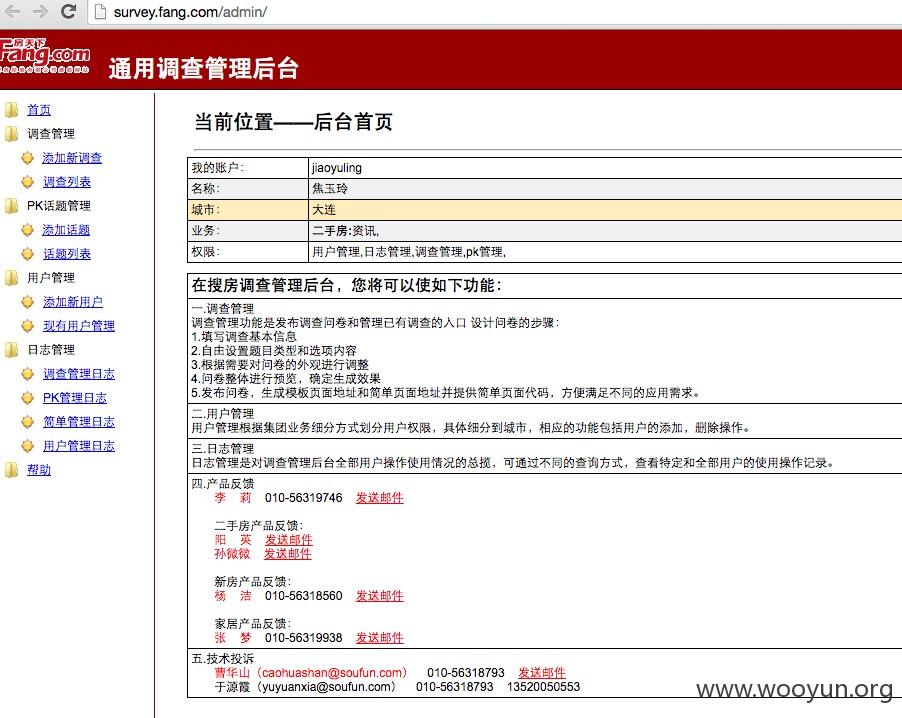 survey.fang.com/admin/
房天下
Fang.com
通用调查管理后台
首页
调查管理
添加新调查
调查列表
PK话题管理
添加话题
话题列表
用户管理
添加新用户
现有用户管理
日志管理
调查管理日志
PK管理日志
简单管理日志
用户管理日志
帮助
当前位置——后台首页
我的账户: jiaoyuling
名称: 焦玉玲
城市: 大连
业务: 二手房:资讯,
权限: 用户管理,日志管理,调查管理,pk管理,
在搜房调查管理后台，您将可以使如下功能：
一.调查管理
调查管理功能是发布调查问卷和管理已有调查的入口 设计问卷的步骤：
1.填写调查基本信息
2.自由设置题目类型和选项内容
3.根据需要对问卷的外观进行调整
4.问卷整体进行预览，确定生成效果
5.发布问卷，生成模板页面地址和简单页面地址并提供简单页面代码，方便满足不同的应用需求。
二.用户管理
用户管理根据集团业务细分方式划分用户权限，具体细分到城市，相应的功能包括用户的添加，删除操作。
三.日志管理
日志管理是对调查管理后台全部用户操作使用情况的总揽，可通过不同的查询方式，查看特定和全部用户的使用操作记录。
四.产品反馈
李 莉 010-56319746 发送邮件
二手房产品反馈：
阳 英 发送邮件
孙微微 发送邮件
新房产品反馈：
杨 洁 010-56318560 发送邮件
家居产品反馈：
张 梦 010-56319938 发送邮件
五.技术投诉
曹华山（caohuashan@soufun.com） 010-56318793 发送邮件
于源霞（yuyuanxia@soufun.com） 010-56318793 13520050553
www.wooyun.org